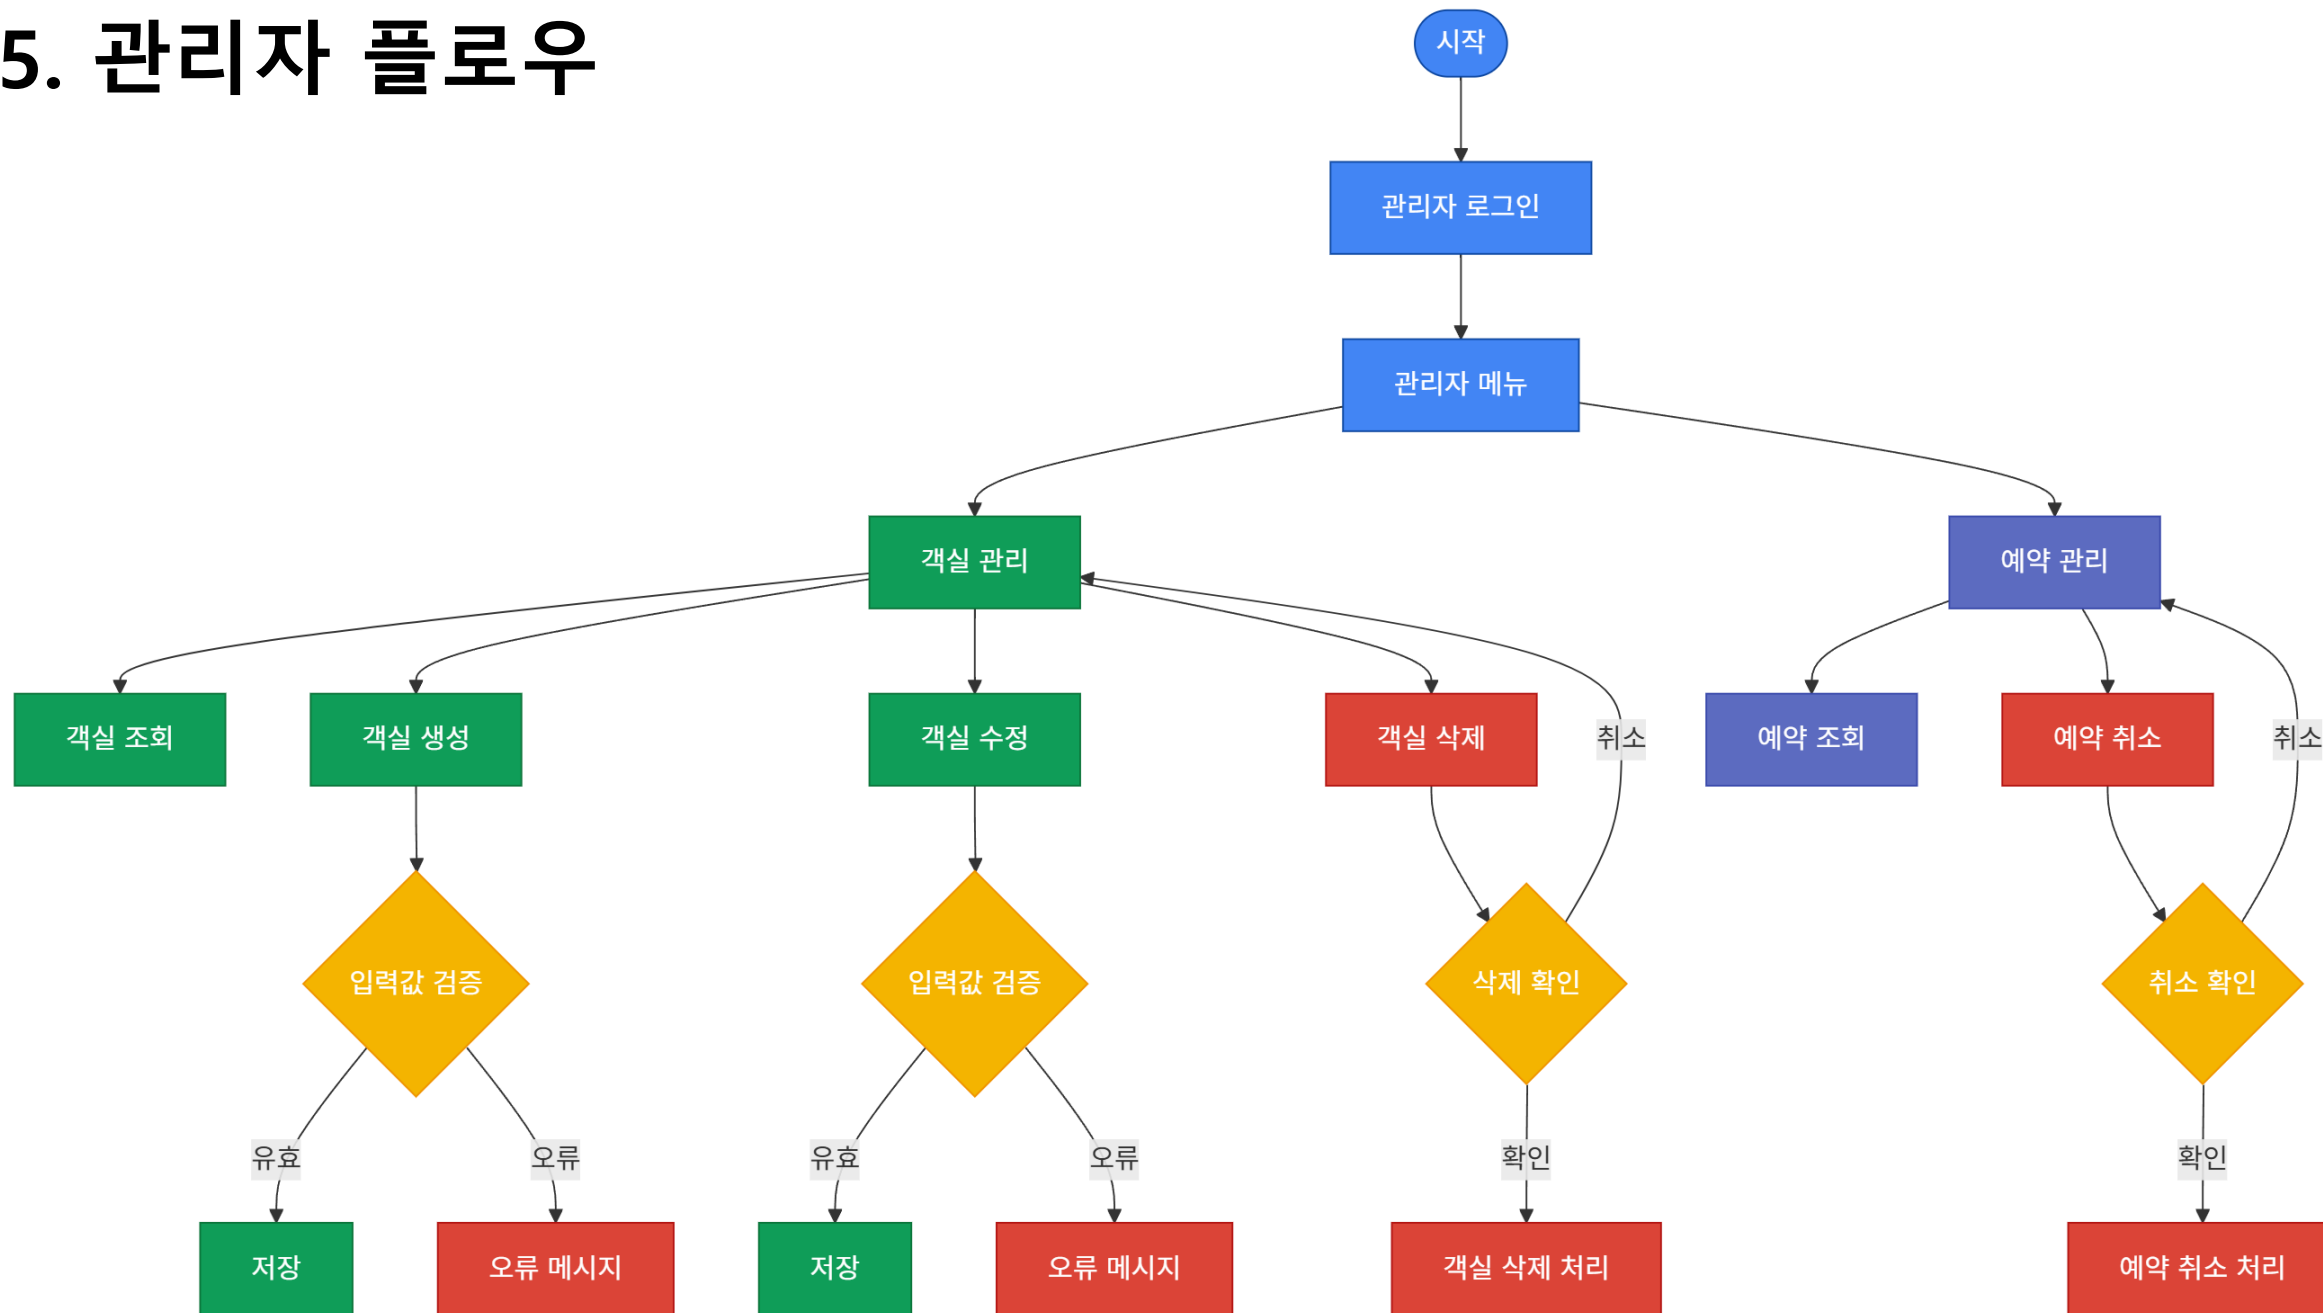 5. 관리자 플로우
시작
관리자 로그인
관리자 메뉴
객실 관리
예약 관리
객실 조회
객실 생성
객실 수정
객실 삭제
취소
예약 조회
예약 취소
취소
입력값 검증
입력값 검증
삭제 확인
취소 확인
유효
오류
유효
오류
확인
확인
저장
오류 메시지
저장
오류 메시지
객실 삭제 처리
예약 취소 처리